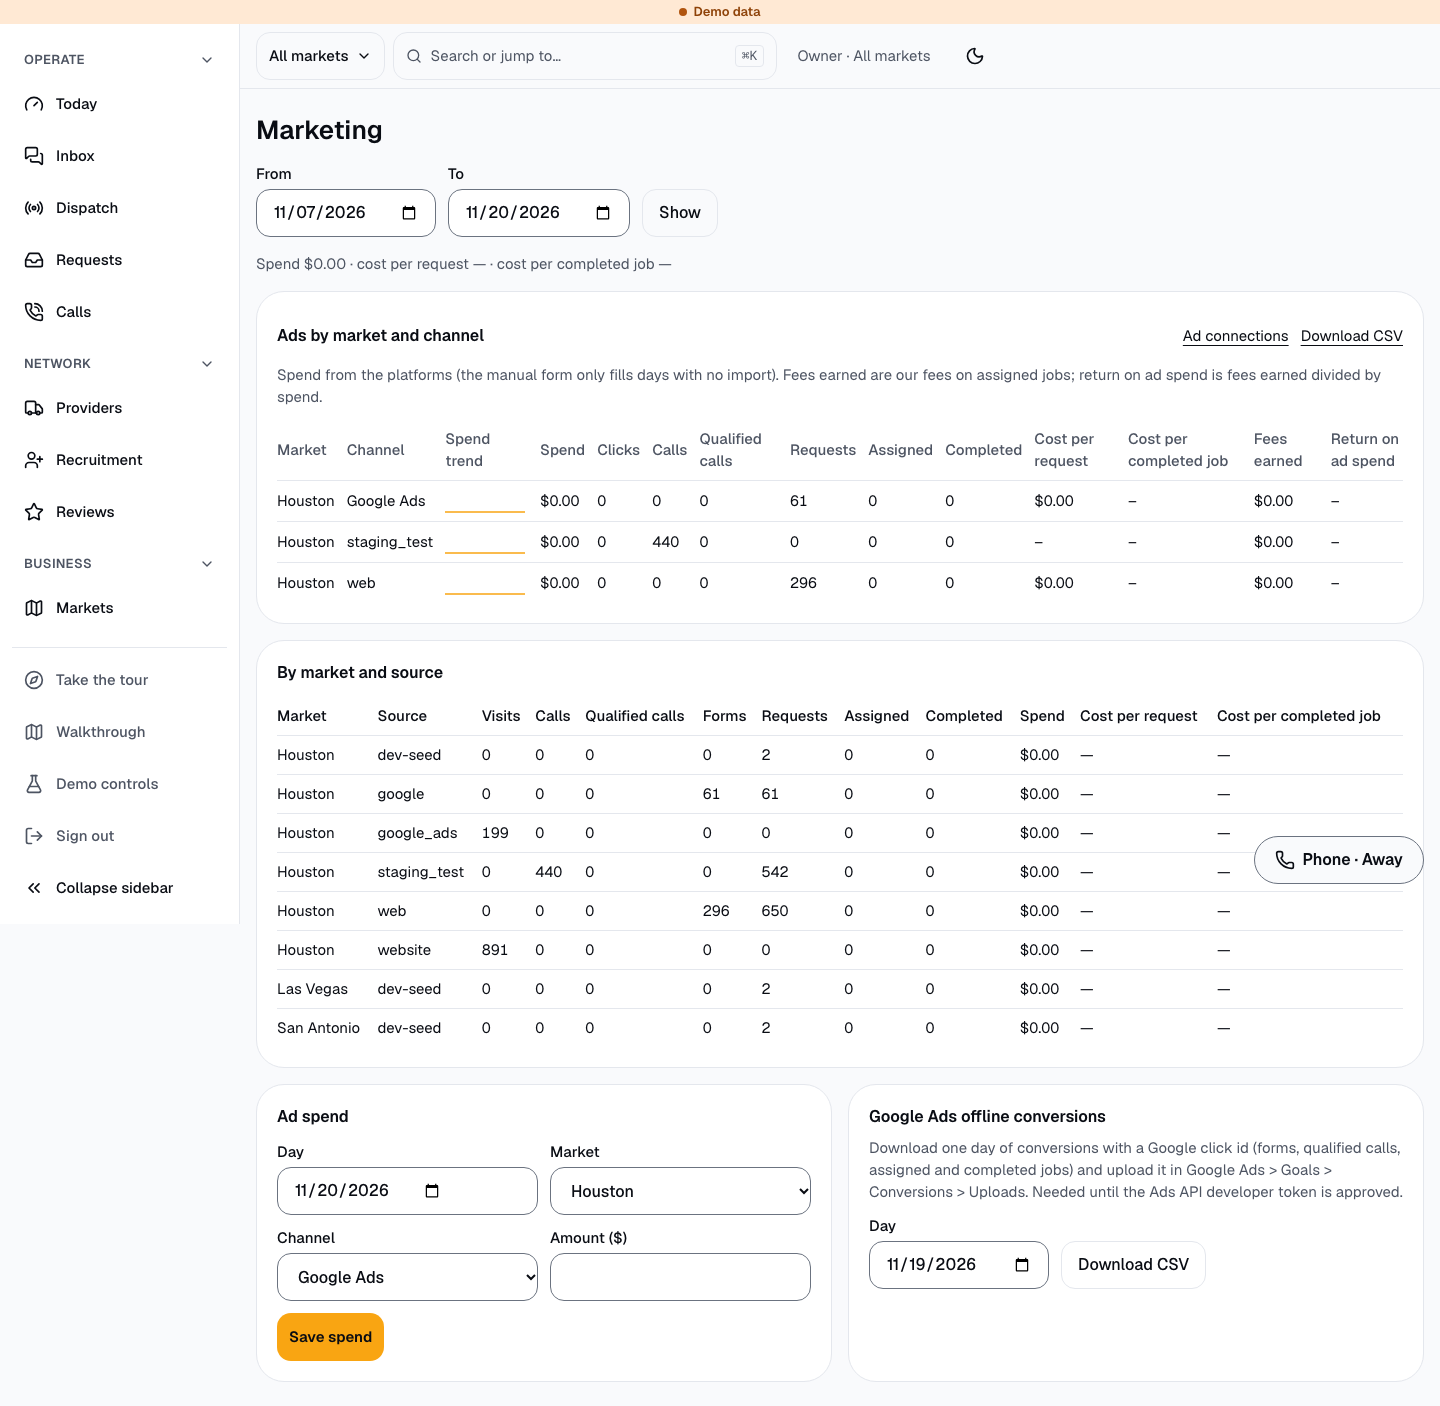 Demo data
OPERATE
Today
Inbox
Dispatch
Requests
Calls
NETWORK
Providers
Recruitment
Reviews
BUSINESS
Markets
Take the tour
Walkthrough
Demo controls
Sign out
Collapse sidebar
All markets
Search or jump to...
⌘K
Owner · All markets
Marketing
From To
11/07/2026 11/20/2026 Show
Spend $0.00 · cost per request — · cost per completed job —
Ads by market and channel Ad connections Download CSV
Spend from the platforms (the manual form only fills days with no import). Fees earned are our fees on assigned jobs; return on ad spend is fees earned divided by
spend.
Market Channel Spend trend Spend Clicks Calls Qualified calls Requests Assigned Completed Cost per request Cost per completed job Fees earned Return on ad spend
Houston Google Ads $0.00 0 0 0 61 0 0 $0.00 – $0.00 –
Houston staging_test $0.00 0 440 0 0 0 0 – – $0.00 –
Houston web $0.00 0 0 0 296 0 0 $0.00 – $0.00 –
By market and source
Market Source Visits Calls Qualified calls Forms Requests Assigned Completed Spend Cost per request Cost per completed job
Houston dev-seed 0 0 0 0 2 0 0 $0.00 — —
Houston google 0 0 0 61 61 0 0 $0.00 — —
Houston google_ads 199 0 0 0 0 0 0 $0.00 — —
Houston staging_test 0 440 0 0 542 0 0 $0.00 — —
Houston web 0 0 0 296 650 0 0 $0.00 — —
Houston website 891 0 0 0 0 0 0 $0.00 — —
Las Vegas dev-seed 0 0 0 0 2 0 0 $0.00 — —
San Antonio dev-seed 0 0 0 0 2 0 0 $0.00 — —
Phone · Away
Ad spend
Day Market
11/20/2026 Houston
Channel Amount ($)
Google Ads
Save spend
Google Ads offline conversions
Download one day of conversions with a Google click id (forms, qualified calls,
assigned and completed jobs) and upload it in Google Ads > Goals >
Conversions > Uploads. Needed until the Ads API developer token is approved.
Day
11/19/2026 Download CSV